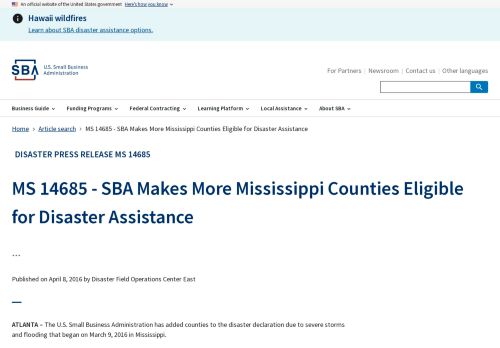 An official website of the United States government Here's how you know
Hawaii wildfires
Learn about SBA disaster assistance options.
SBA U.S. Small Business Administration
For Partners Newsroom Contact us Other languages
Business Guide Funding Programs Federal Contracting Learning Platform Local Assistance About SBA
Home Article search MS 14685 - SBA Makes More Mississippi Counties Eligible for Disaster Assistance
DISASTER PRESS RELEASE MS 14685
MS 14685 - SBA Makes More Mississippi Counties Eligible
for Disaster Assistance
...
Published on April 8, 2016 by Disaster Field Operations Center East
ATLANTA – The U.S. Small Business Administration has added counties to the disaster declaration due to severe storms
and flooding that began on March 9, 2016 in Mississippi.